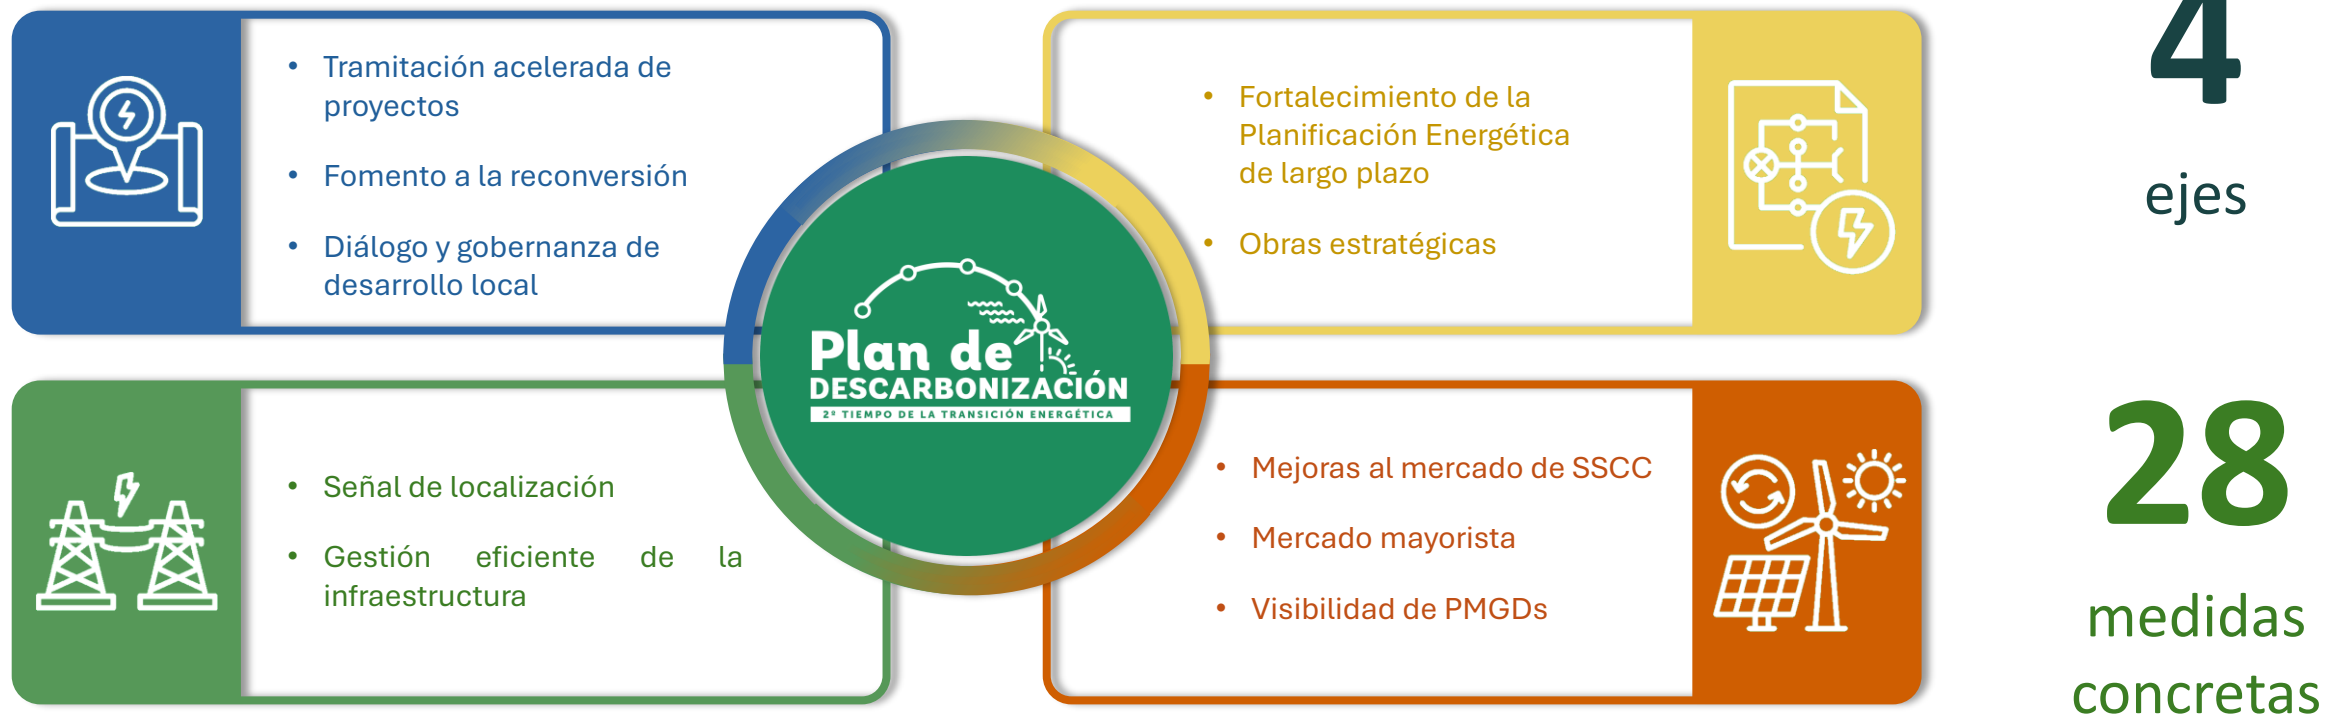 • Tramitación acelerada de
proyectos
• Fomento a la reconversión
• Diálogo y gobernanza de
desarrollo local
• Fortalecimiento de la
Planificación Energética
de largo plazo
• Obras estratégicas
4
ejes
Plan de
DESCARBONIZACIÓN
2º TIEMPO DE LA TRANSICIÓN ENERGÉTICA
• Señal de localización
• Gestión eficiente de la
infraestructura
• Mejoras al mercado de SSCC
• Mercado mayorista
• Visibilidad de PMGDs
28
medidas
concretas